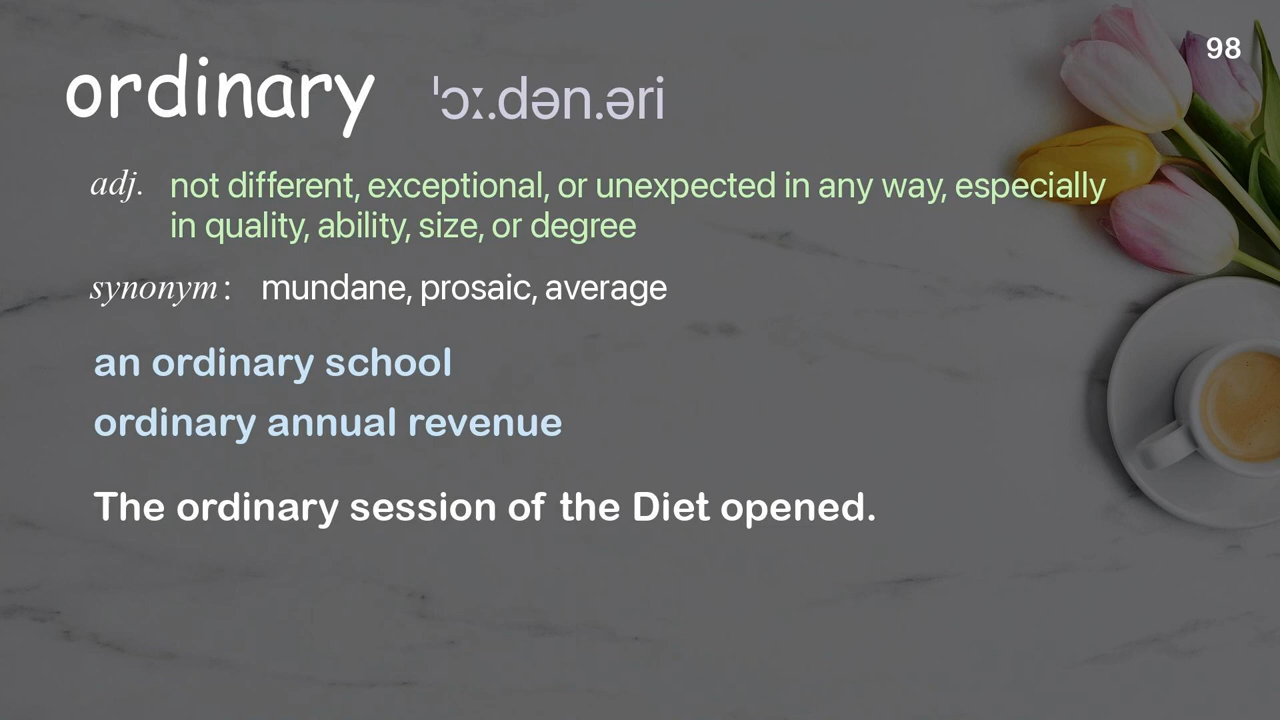 98
ordinary ˈɔː.dən.əri
adj. not different, exceptional, or unexpected in any way, especially
in quality, ability, size, or degree
synonym : mundane, prosaic, average
an ordinary school
ordinary annual revenue
The ordinary session of the Diet opened.